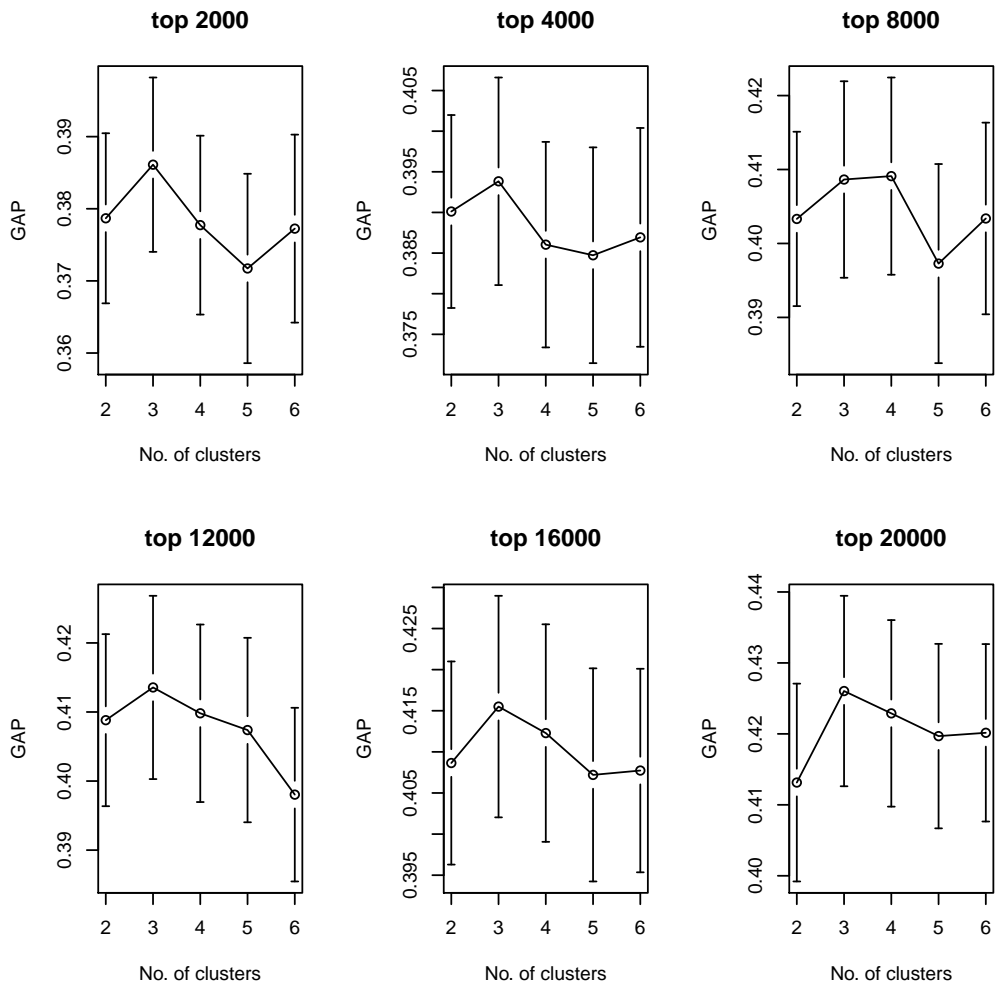 top 2000
GAP
0.39
0.38
0.37
0.36
2 3 4 5 6
No. of clusters
top 4000
GAP
0.405
0.395
0.385
0.375
2 3 4 5 6
No. of clusters
top 8000
GAP
0.42
0.41
0.40
0.39
2 3 4 5 6
No. of clusters
top 12000
GAP
0.42
0.41
0.40
0.39
2 3 4 5 6
No. of clusters
top 16000
GAP
0.425
0.415
0.405
0.395
2 3 4 5 6
No. of clusters
top 20000
GAP
0.44
0.43
0.42
0.41
0.40
2 3 4 5 6
No. of clusters